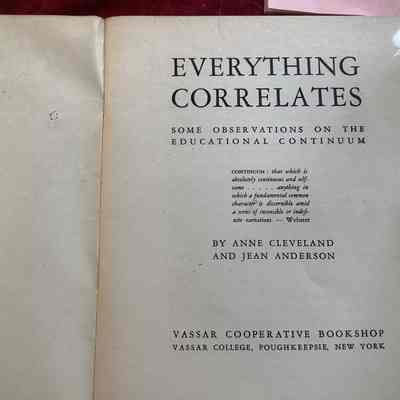 EVERYTHING
CORRELATES
SOME OBSERVATIONS ON THE
EDUCATIONAL CONTINUUM
CONTINUUM: that which is
absolutely continuous and self-
same . . . . . anything in
which a fundamental common
character is discernible amid
a series of insensible or indefi-
nite variations. — Webster
BY ANNE CLEVELAND
AND JEAN ANDERSON
VASSAR COOPERATIVE BOOKSHOP
VASSAR COLLEGE, POUGHKEEPSIE, NEW YORK